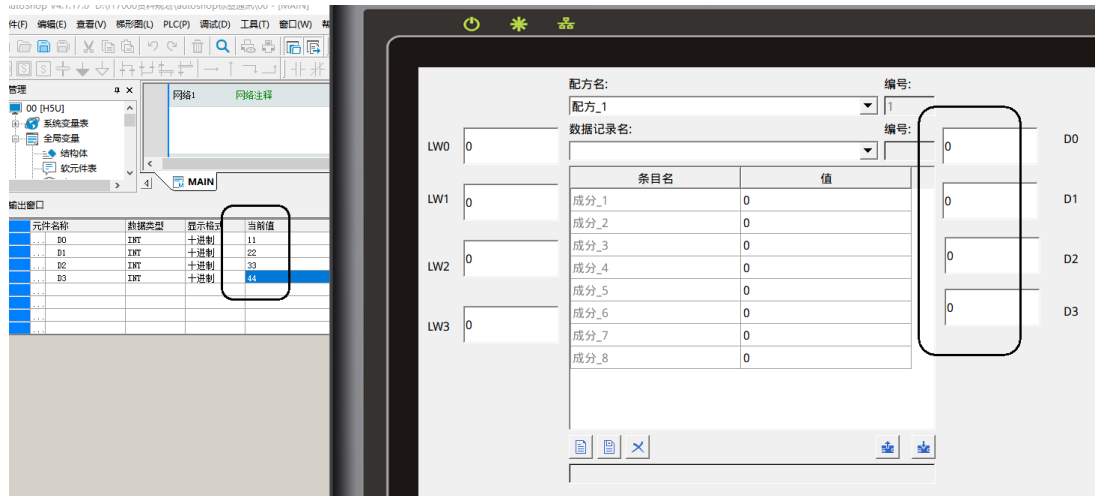 件(F) 编辑(E) 查看(V) 梯形图(L) PLC(P) 调试(D) 工具(T) 窗口(W)
管理
00 [H5U]
系统变量表
全局变量
结构体
软元件表
网络1 网络注释
MAIN
输出窗口
元件名称 数据类型 显示格式 当前值
... D0 INT 十进制 11
... D1 INT 十进制 22
... D2 INT 十进制 33
... D3 INT 十进制 44
...
...
...
配方名: 编号:
配方_1 1
数据记录名: 编号:
LW0 0
LW1 0
LW2 0
LW3 0
条目名 值
成分_1 0
成分_2 0
成分_3 0
成分_4 0
成分_5 0
成分_6 0
成分_7 0
成分_8 0
0 D0
0 D1
0 D2
0 D3